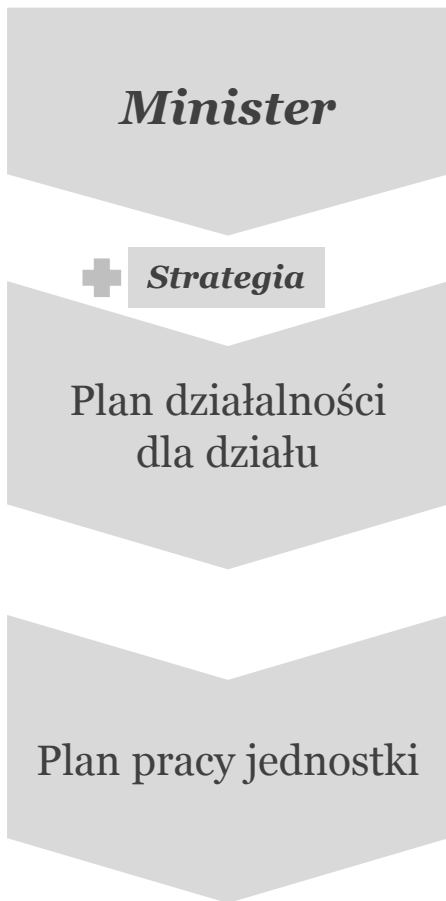 Minister
Strategia
Plan działalności
dla działu
Plan pracy jednostki